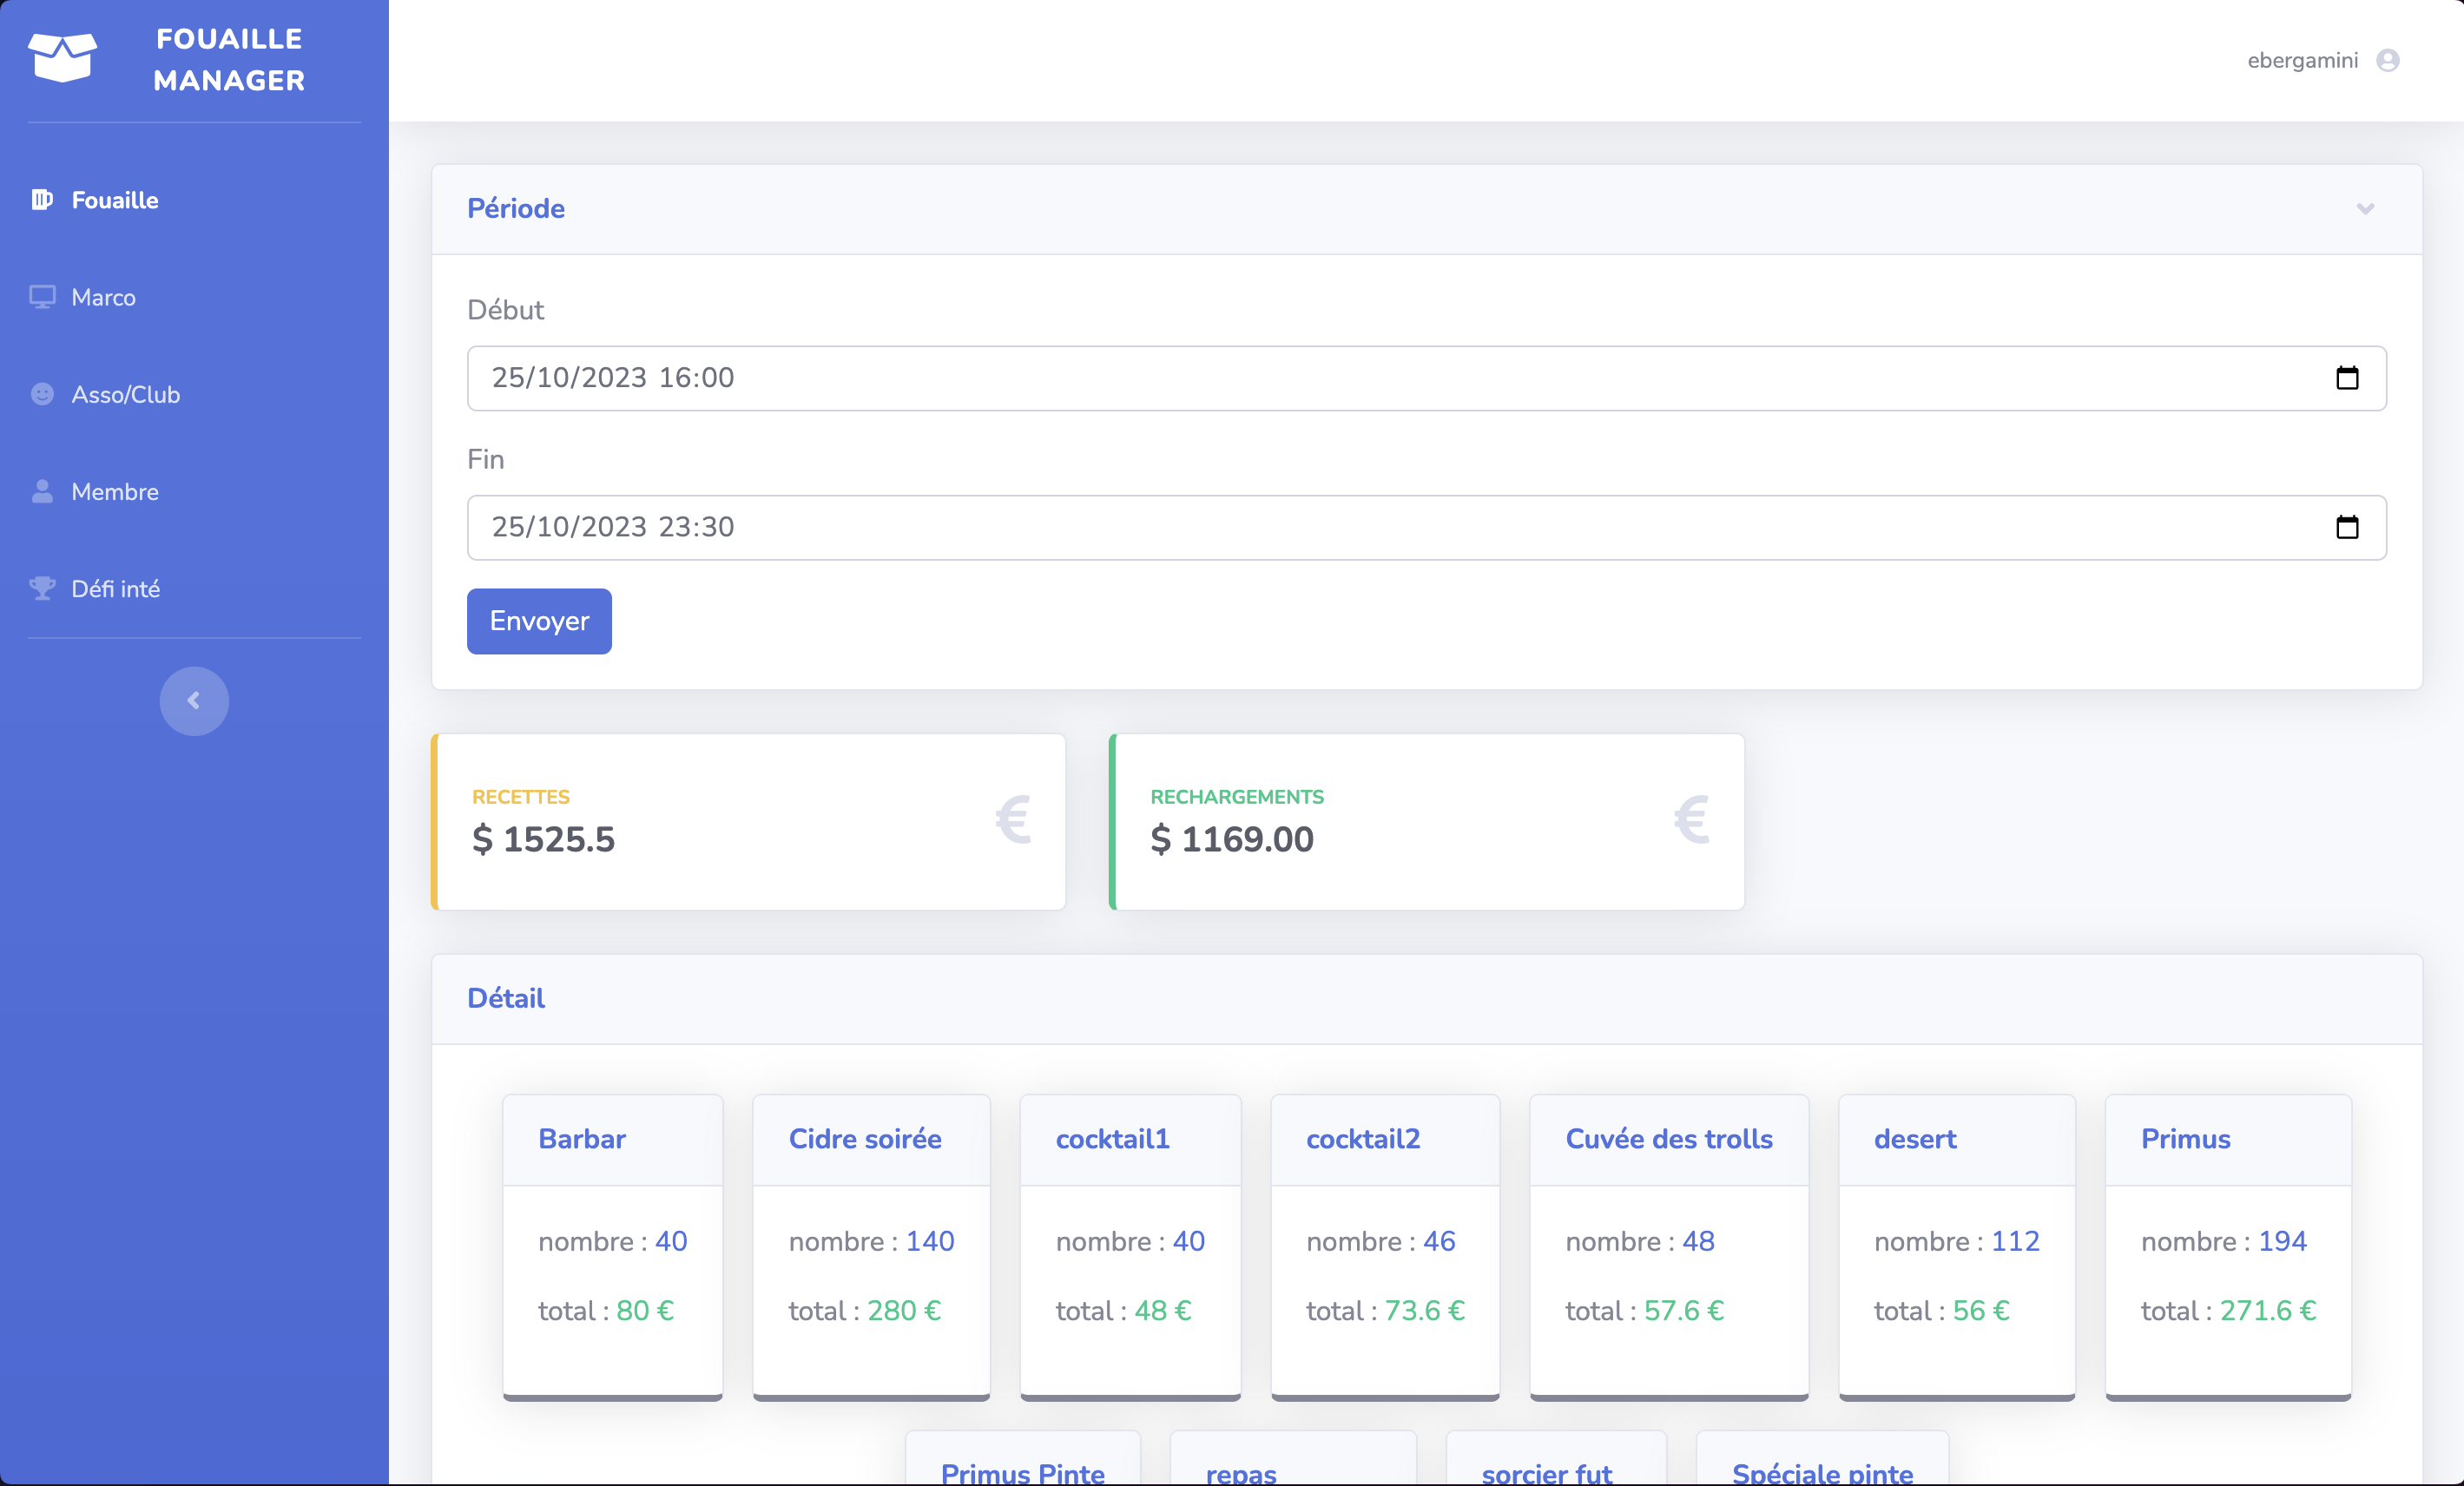 FOUAILLE
MANAGER
ebergamini
Fouaille
Marco
Asso/Club
Membre
Défi inté
Période
Début
25/10/2023 16:00
Fin
25/10/2023 23:30
Envoyer
RECETTES
$ 1525.5
€
RECHARGEMENTS
$ 1169.00
€
Détail
Barbar
nombre : 40
total : 80 €
Cidre soirée
nombre : 140
total : 280 €
cocktail1
nombre : 40
total : 48 €
cocktail2
nombre : 46
total : 73.6 €
Cuvée des trolls
nombre : 48
total : 57.6 €
desert
nombre : 112
total : 56 €
Primus
nombre : 194
total : 271.6 €
Primus Pinte
repas
sorcier fut
Spéciale pinte